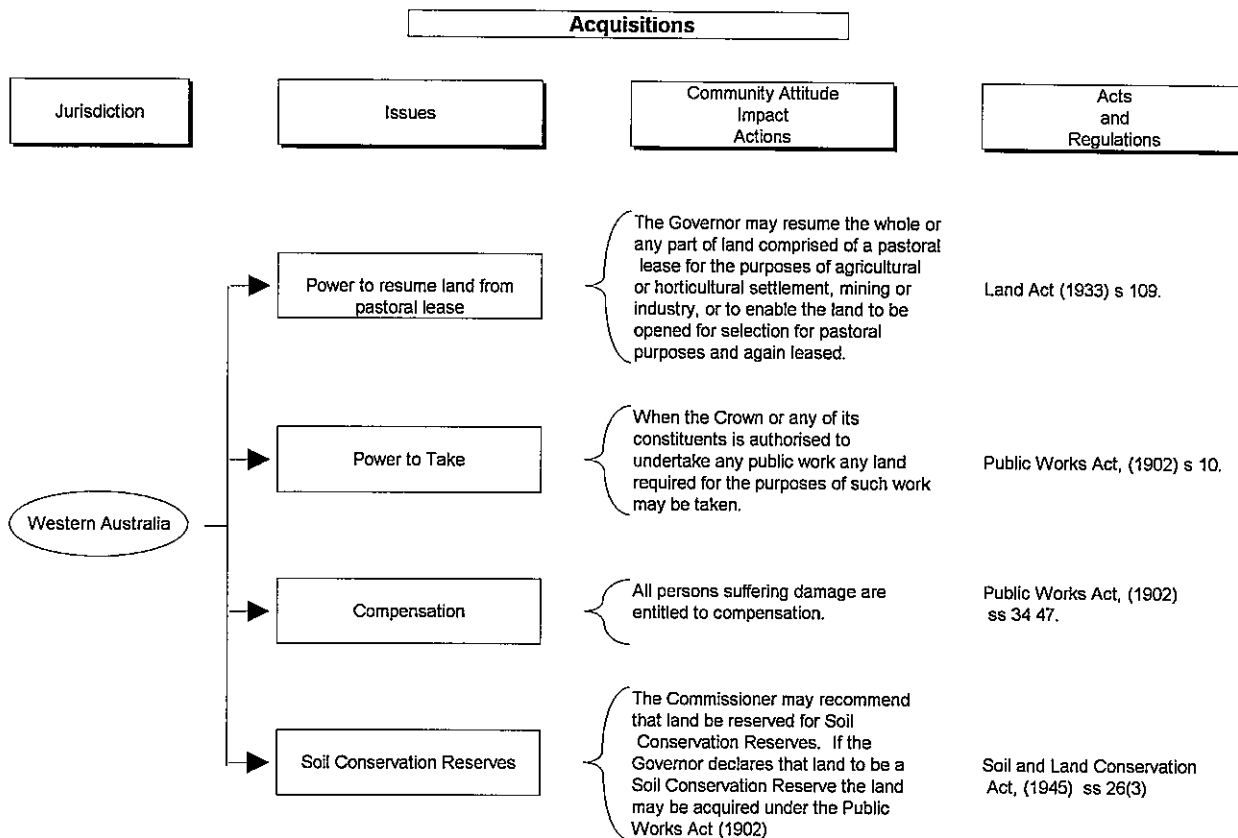 Acquisitions
Jurisdiction
Issues
Community Attitude
Impact
Actions
Acts
and
Regulations
Western Australia
Power to resume land from
pastoral lease
The Governor may resume the whole or
any part of land comprised of a pastoral
lease for the purposes of agricultural
or horticultural settlement, mining or
industry, or to enable the land to be
opened for selection for pastoral
purposes and again leased.
Land Act (1933) s 109.
Power to Take
When the Crown or any of its
constituents is authorised to
undertake any public work any land
required for the purposes of such work
may be taken.
Public Works Act, (1902) s 10.
Compensation
All persons suffering damage are
entitled to compensation.
Public Works Act, (1902)
ss 34 47.
Soil Conservation Reserves
The Commissioner may recommend
that land be reserved for Soil
Conservation Reserves. If the
Governor declares that land to be a
Soil Conservation Reserve the land
may be acquired under the Public
Works Act (1902)
Soil and Land Conservation
Act, (1945) ss 26(3)